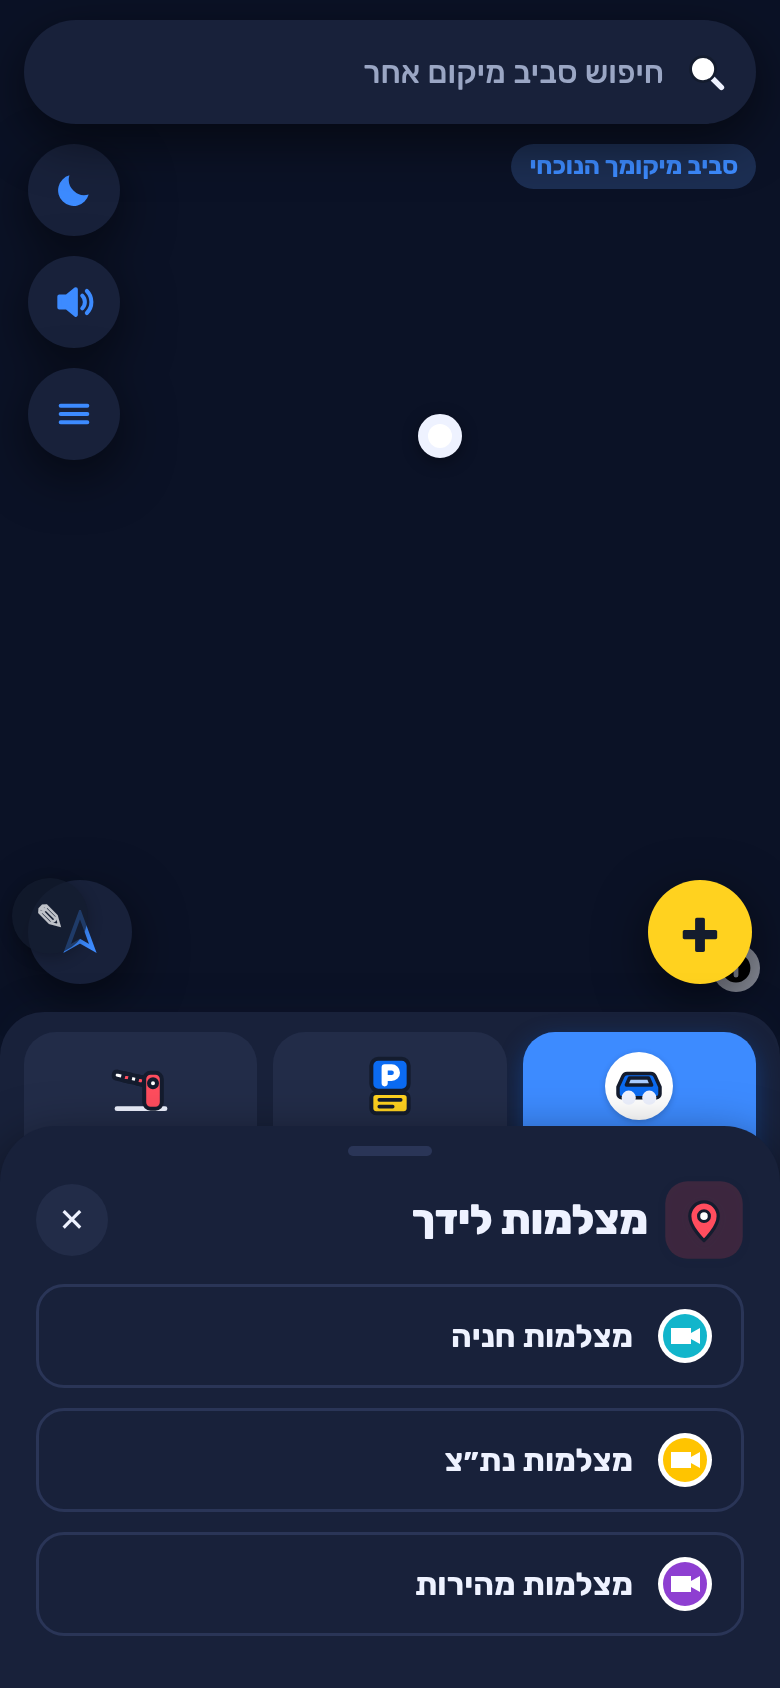 חיפוש סביב מיקום אחר
סביב מיקומך הנוכחי
P
מצלמות לידך
מצלמות חניה
מצלמות נת״צ
מצלמות מהירות